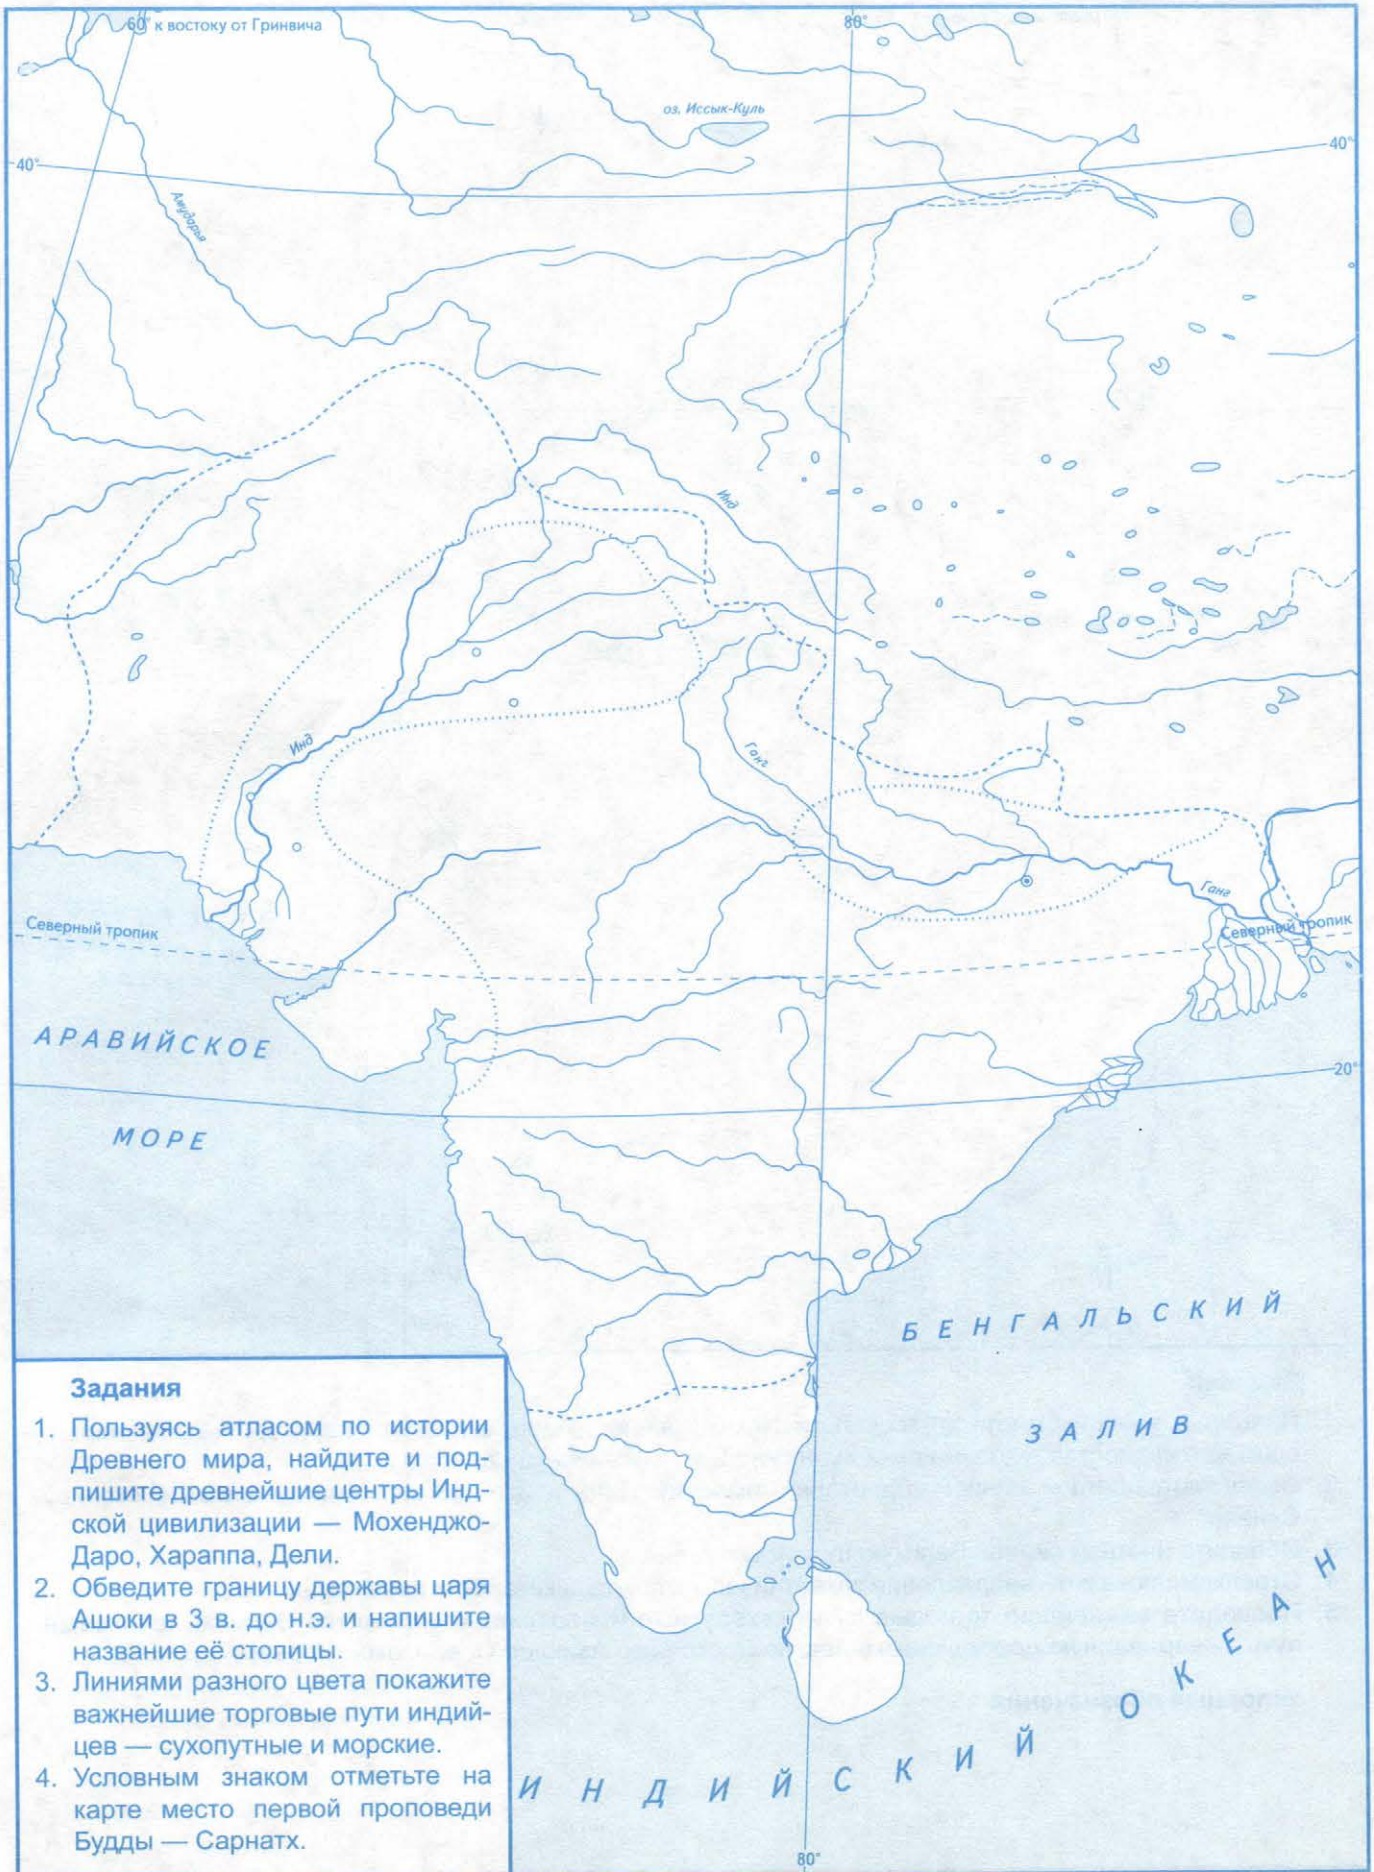 60° к востоку от Гринвича
80°
оз. Иссык-Куль
40°
40°
Амударья
Инд
Инд
Ганг
Ганг
Северный тропик
Северный тропик
АРАВИЙСКОЕ
МОРЕ
20°
БЕНГАЛЬСКИЙ
ЗАЛИВ
ИНДИЙСКИЙ ОКЕАН
80°
Задания
1. Пользуясь атласом по истории
Древнего мира, найдите и под-
пишите древнейшие центры Инд-
ской цивилизации — Мохенджо-
Даро, Хараппа, Дели.
2. Обведите границу державы царя
Ашоки в 3 в. до н.э. и напишите
название её столицы.
3. Линиями разного цвета покажите
важнейшие торговые пути индий-
цев — сухопутные и морские.
4. Условным знаком отметьте на
карте место первой проповеди
Будды — Сарнатх.